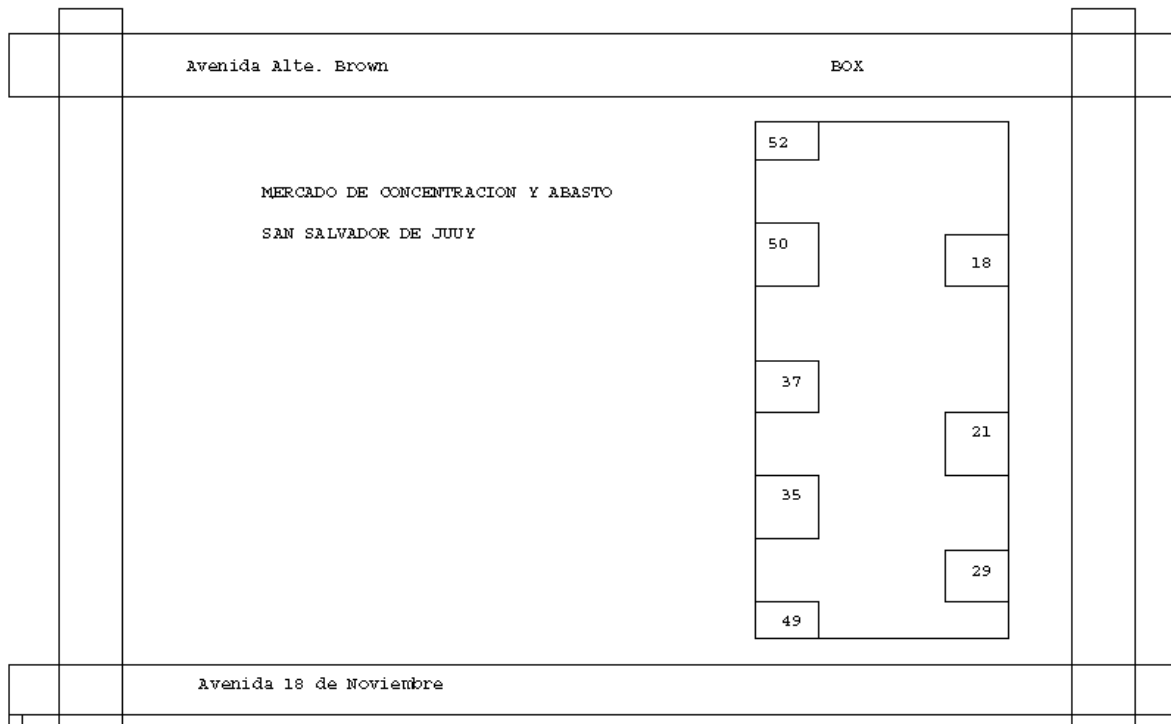 Avenida Alte. Brown BOX
52
MERCADO DE CONCENTRACION Y ABASTO
SAN SALVADOR DE JUUY
50
18
37
21
35
29
49
Avenida 18 de Noviembre